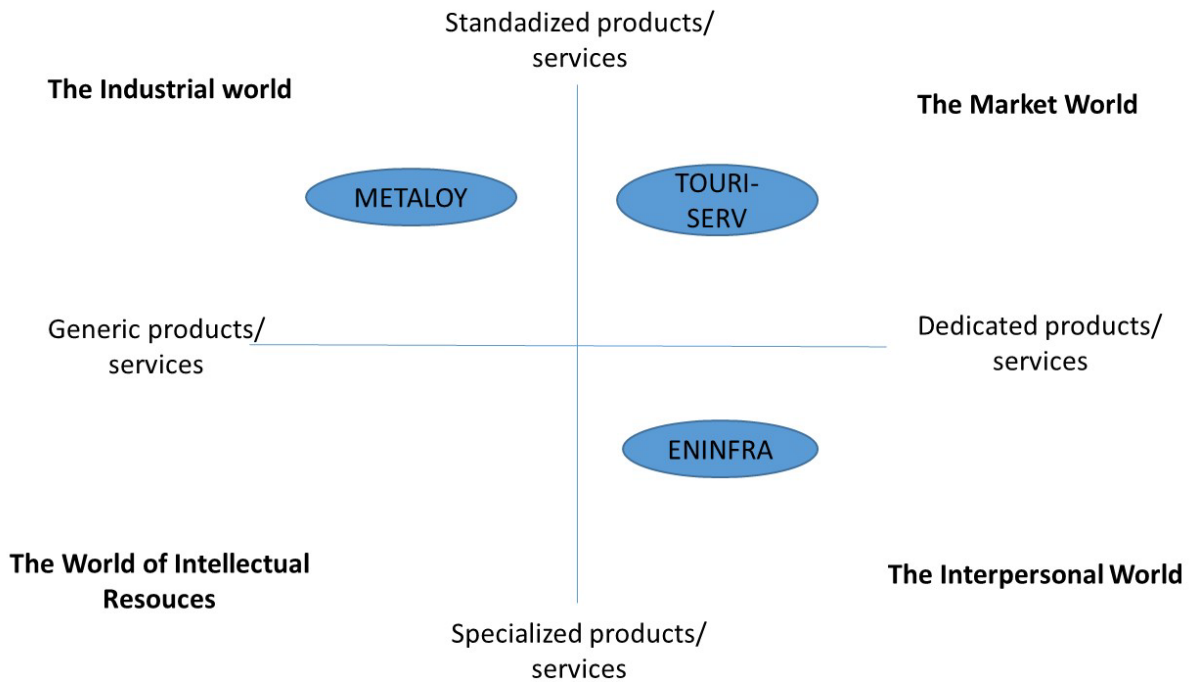 Standadized products/
services
The Industrial world
The Market World
METALOY
TOURI-
SERV
Generic products/
services
Dedicated products/
services
ENINFRA
The World of Intellectual
Resouces
The Interpersonal World
Specialized products/
services